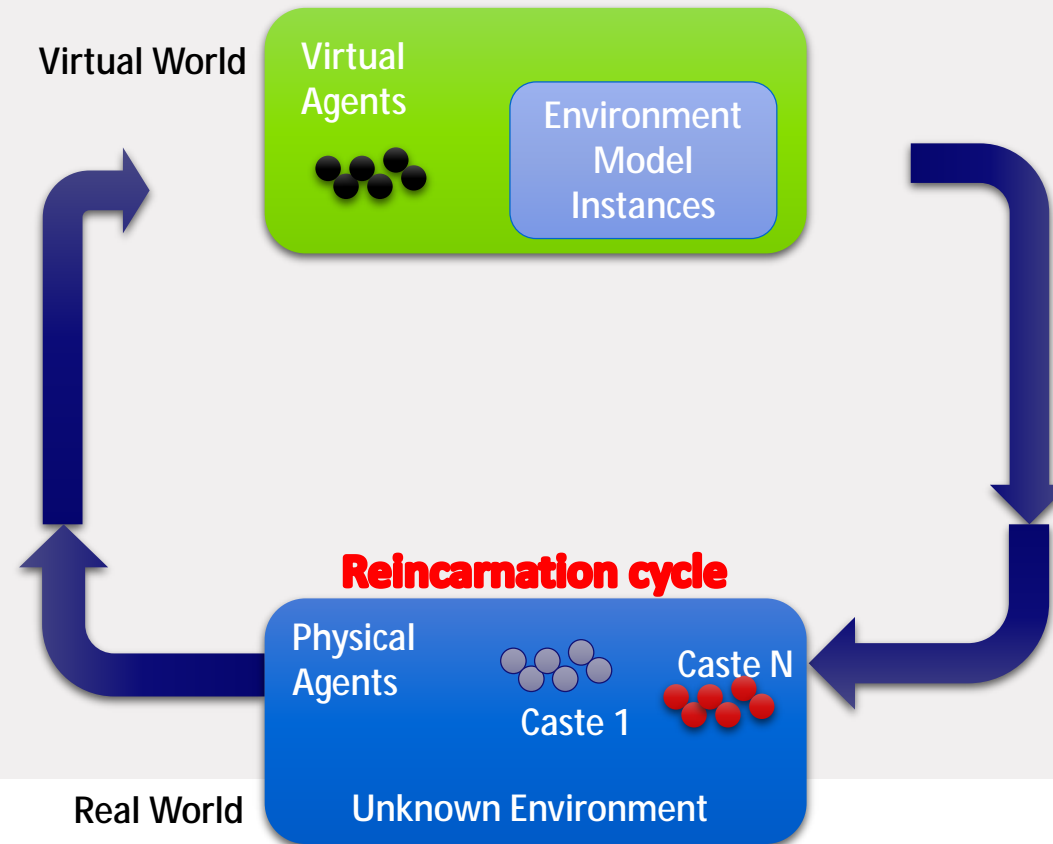 Virtual World
Virtual
Agents
Environment
Model
Instances
Reincarnation cycle
Physical
Agents
Caste N
Caste 1
Real World
Unknown Environment